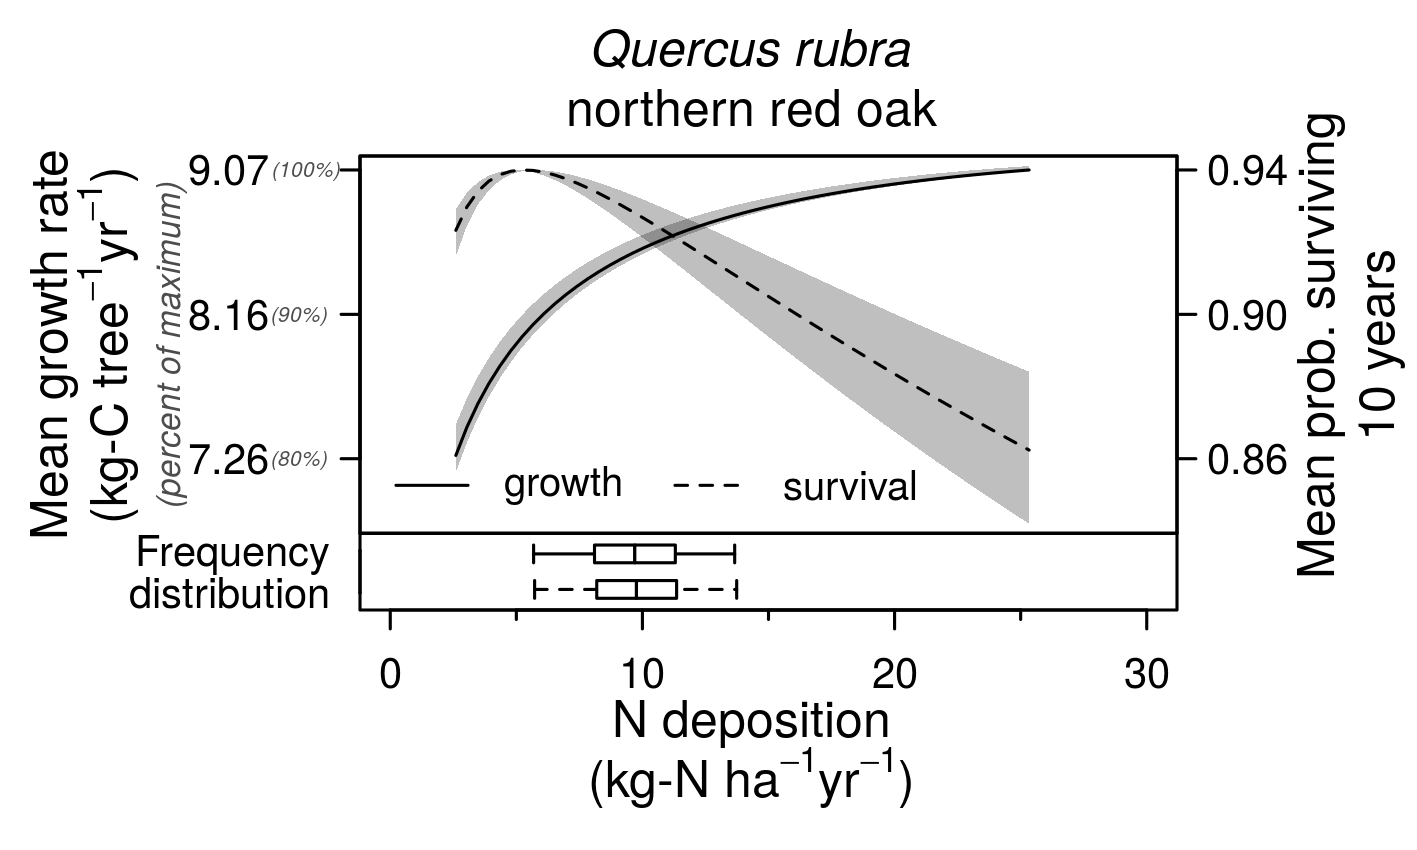 Quercus rubra
northern red oak
Mean growth rate
(kg-C tree⁻¹yr⁻¹)
(percent of maximum)
9.07 (100%)
8.16 (90%)
7.26 (80%)
0.94
0.90
0.86
Mean prob. surviving
10 years
growth survival
Frequency
distribution
0 10 20 30
N deposition
(kg-N ha⁻¹yr⁻¹)